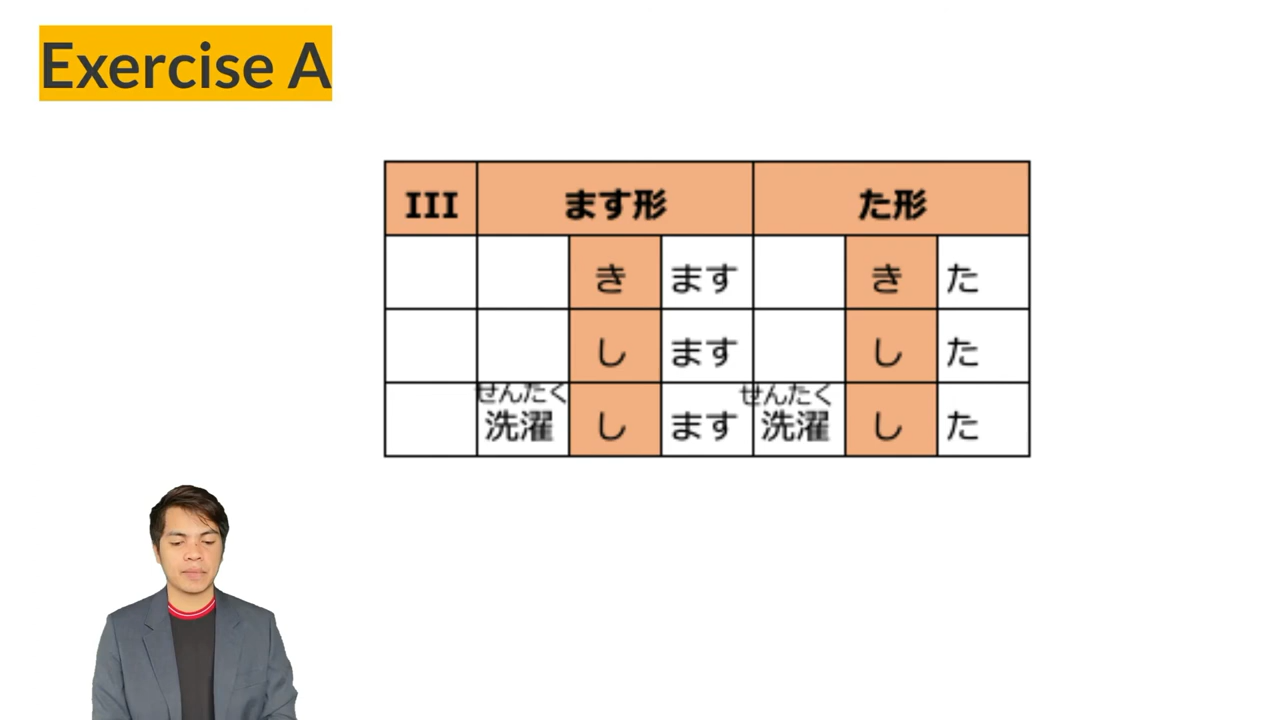 Exercise A
III ます形 た形
き ます き た
し ます し た
せんたく せんたく
洗濯 し ます 洗濯 し た